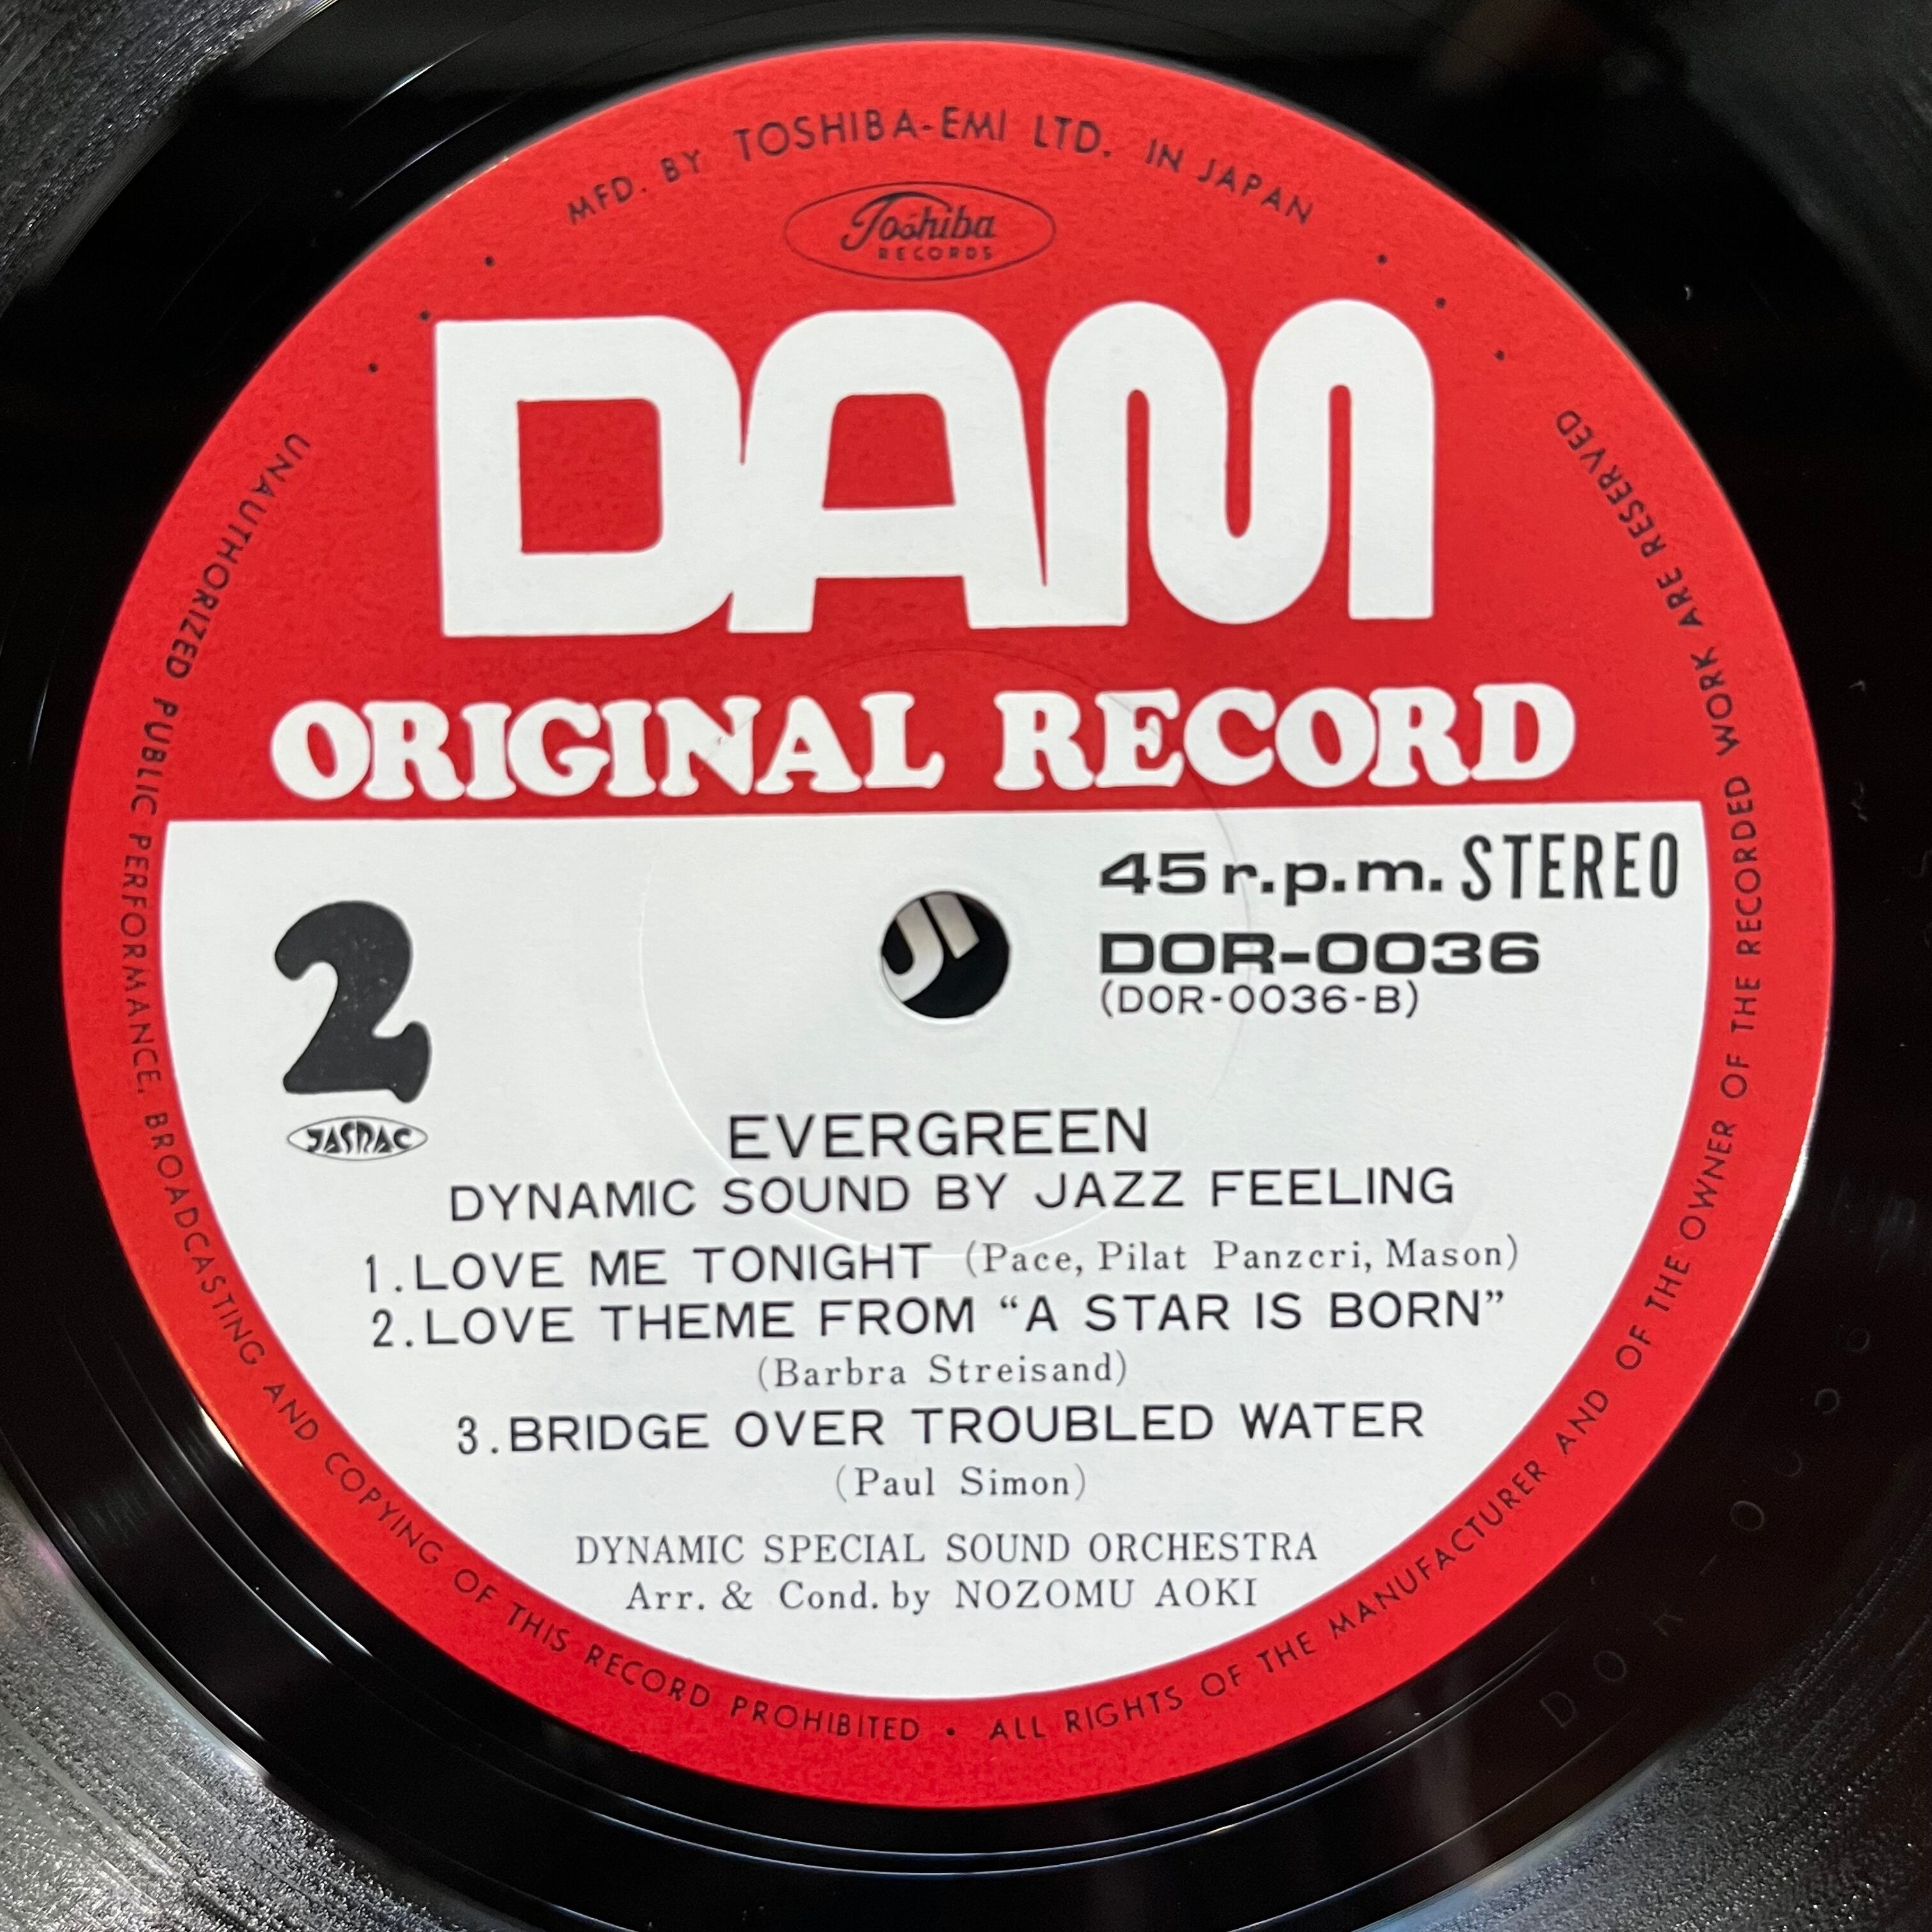 MFD. BY TOSHIBA-EMI LTD. IN JAPAN
Toshiba
RECORDS
DAM
ORIGINAL RECORD
45 r.p.m. STEREO
DOR-0036
(DOR-0036-B)
2
JASRAC
EVERGREEN
DYNAMIC SOUND BY JAZZ FEELING
1. LOVE ME TONIGHT (Pace, Pilat Panzcri, Mason)
2. LOVE THEME FROM “A STAR IS BORN”
(Barbra Streisand)
3. BRIDGE OVER TROUBLED WATER
(Paul Simon)
DYNAMIC SPECIAL SOUND ORCHESTRA
Arr. & Cond. by NOZOMU AOKI
UNAUTHORIZED PUBLIC PERFORMANCE. BROADCASTING AND COPYING OF THIS RECORD PROHIBITED • ALL RIGHTS OF THE MANUFACTURER AND OF THE OWNER OF THE RECORDED WORK ARE RESERVED